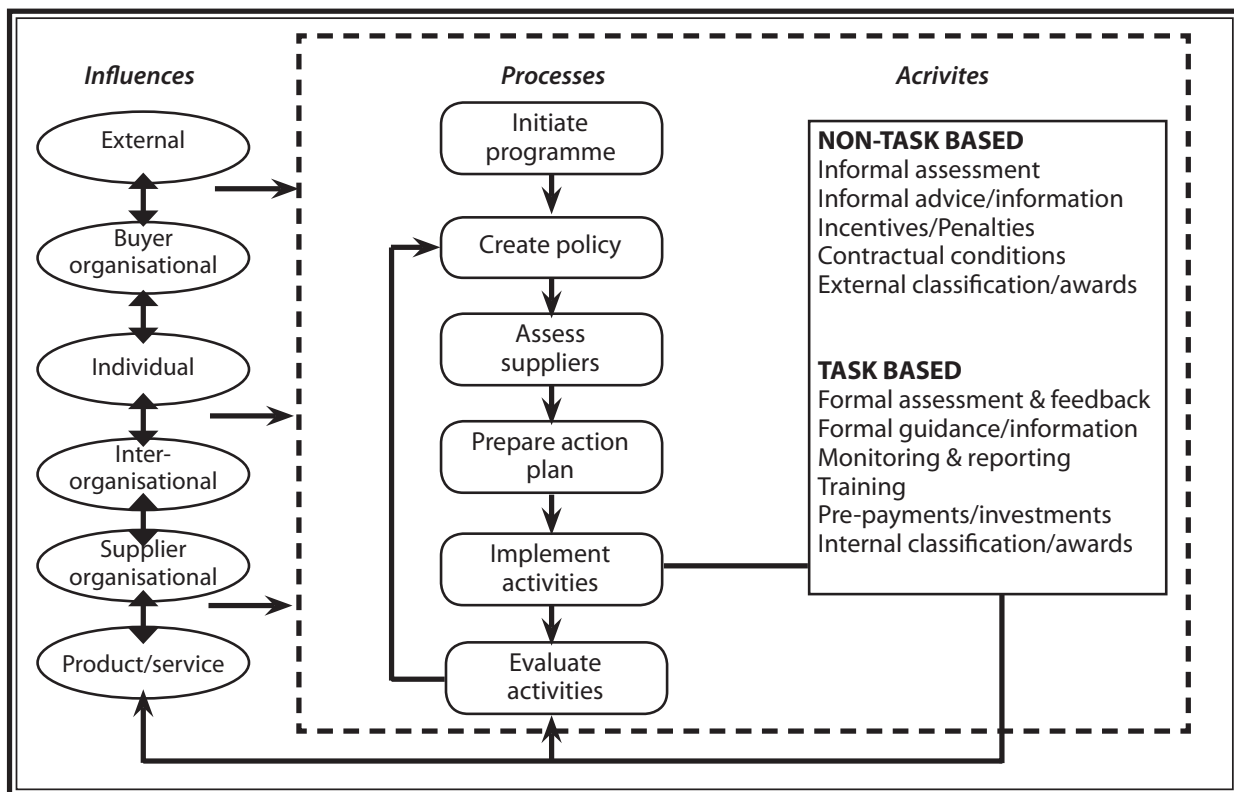 Influences
External
Buyer
organisational
Individual
Inter-
organisational
Supplier
organisational
Product/service
Processes
Initiate
programme
Create policy
Assess
suppliers
Prepare action
plan
Implement
activities
Evaluate
activities
Acrivites
NON-TASK BASED
Informal assessment
Informal advice/information
Incentives/Penalties
Contractual conditions
External classification/awards
TASK BASED
Formal assessment & feedback
Formal guidance/information
Monitoring & reporting
Training
Pre-payments/investments
Internal classification/awards